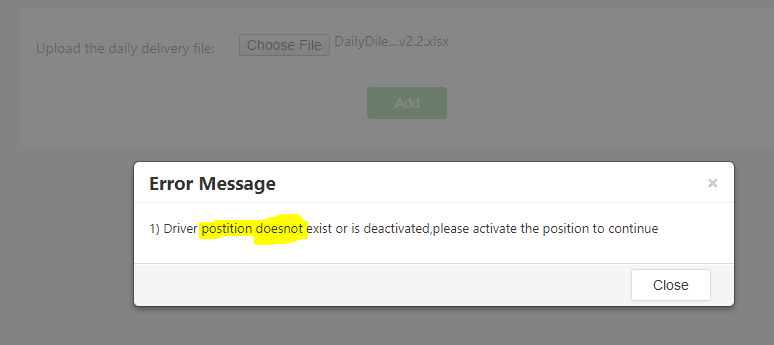 Upload the daily delivery file: Choose File DailyDile...v2.2.xlsx
Add
Error Message ×
1) Driver postition doesnot exist or is deactivated,please activate the position to continue
Close